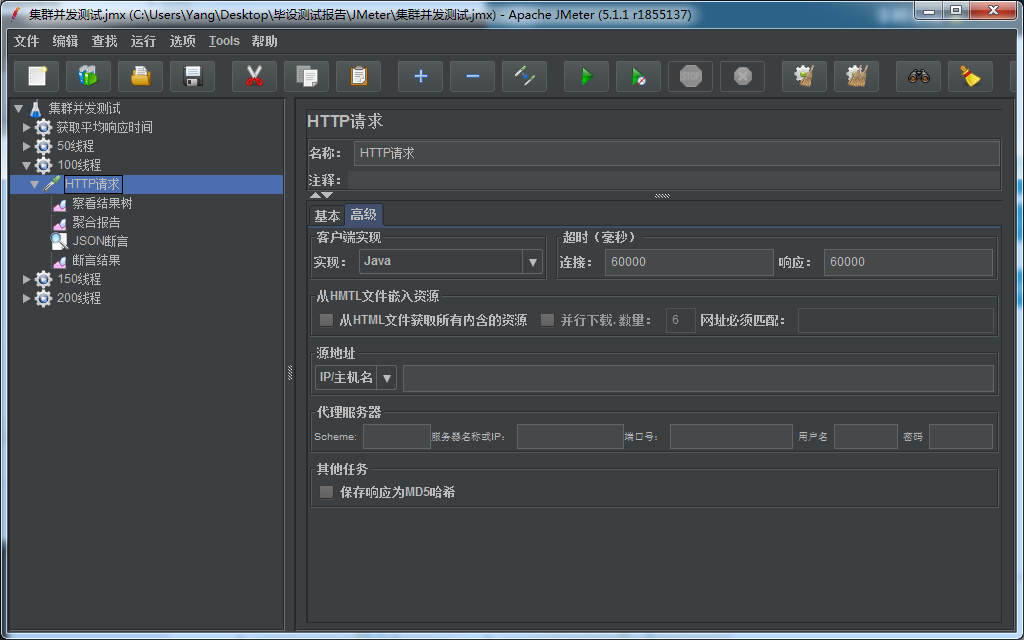 集群并发测试.jmx (C:\Users\Yang\Desktop\毕设测试报告\JMeter\集群并发测试.jmx) - Apache JMeter (5.1.1 r1855137)
文件 编辑 查找 运行 选项 Tools 帮助
STOP
集群并发测试
获取平均响应时间
50线程
100线程
HTTP请求
察看结果树
聚合报告
JSON断言
断言结果
150线程
200线程
HTTP请求
名称: HTTP请求
注释:
基本 高级
客户端实现
实现: Java
超时（毫秒）
连接: 60000 响应: 60000
从HMTL文件嵌入资源
从HTML文件获取所有内含的资源 并行下载.数量: 6 网址必须匹配:
源地址
IP/主机名
代理服务器
Scheme: 服务器名称或IP: 端口号: 用户名 密码
其他任务
保存响应为MD5哈希